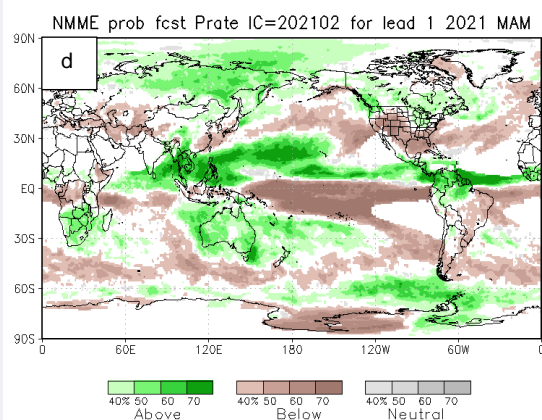 NMME prob fcst Prate IC=202102 for lead 1 2021 MAM
d
90N
60N
30N
EQ
30S
60S
90S
0 60E 120E 180 120W 60W 0
40% 50 60 70 40% 50 60 70 40% 50 60 70
Above Below Neutral